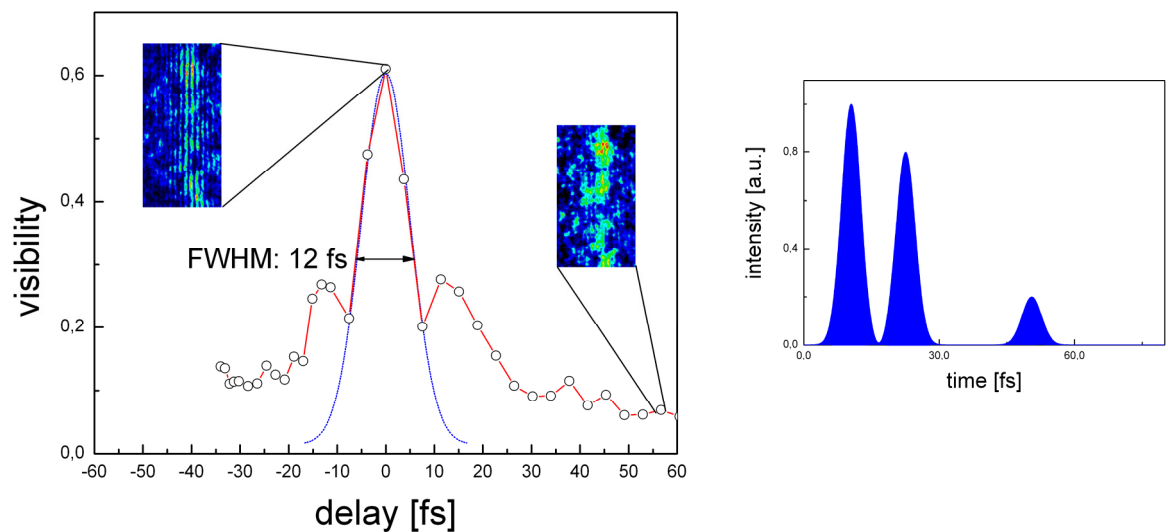 visibility
0,6
0,4
0,2
0,0
FWHM: 12 fs
-60 -50 -40 -30 -20 -10 0 10 20 30 40 50 60
delay [fs]
intensity [a.u.]
0,8
0,4
0,0
0.0 30.0 60.0
time [fs]